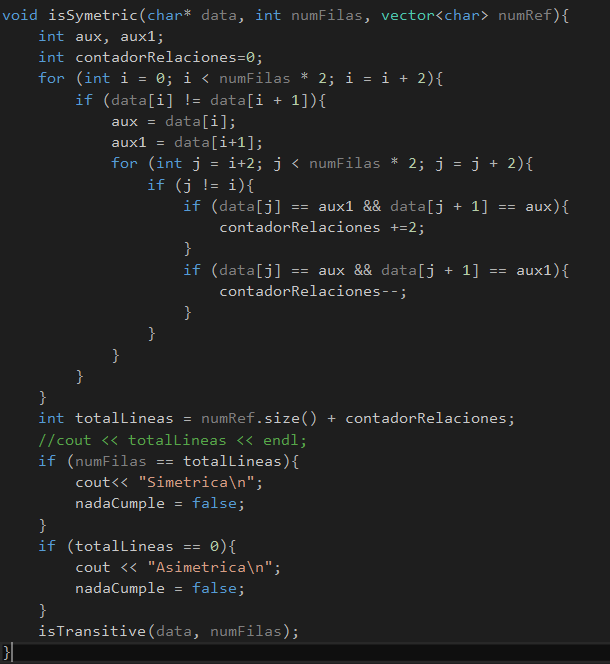 void isSymetric(char* data, int numFilas, vector<char> numRef){
    int aux, aux1;
    int contadorRelaciones=0;
    for (int i = 0; i < numFilas * 2; i = i + 2){
        if (data[i] != data[i + 1]){
            aux = data[i];
            aux1 = data[i+1];
            for (int j = i+2; j < numFilas * 2; j = j + 2){
                if (j != i){
                    if (data[j] == aux1 && data[j + 1] == aux){
                        contadorRelaciones +=2;
                    }
                    if (data[j] == aux && data[j + 1] == aux1){
                        contadorRelaciones--;
                    }
                }
            }
        }
    }
    int totalLineas = numRef.size() + contadorRelaciones;
    //cout << totalLineas << endl;
    if (numFilas == totalLineas){
        cout<< "Simetrica\n";
        nadaCumple = false;
    }
    if (totalLineas == 0){
        cout << "Asimetrica\n";
        nadaCumple = false;
    }
    isTransitive(data, numFilas);
}